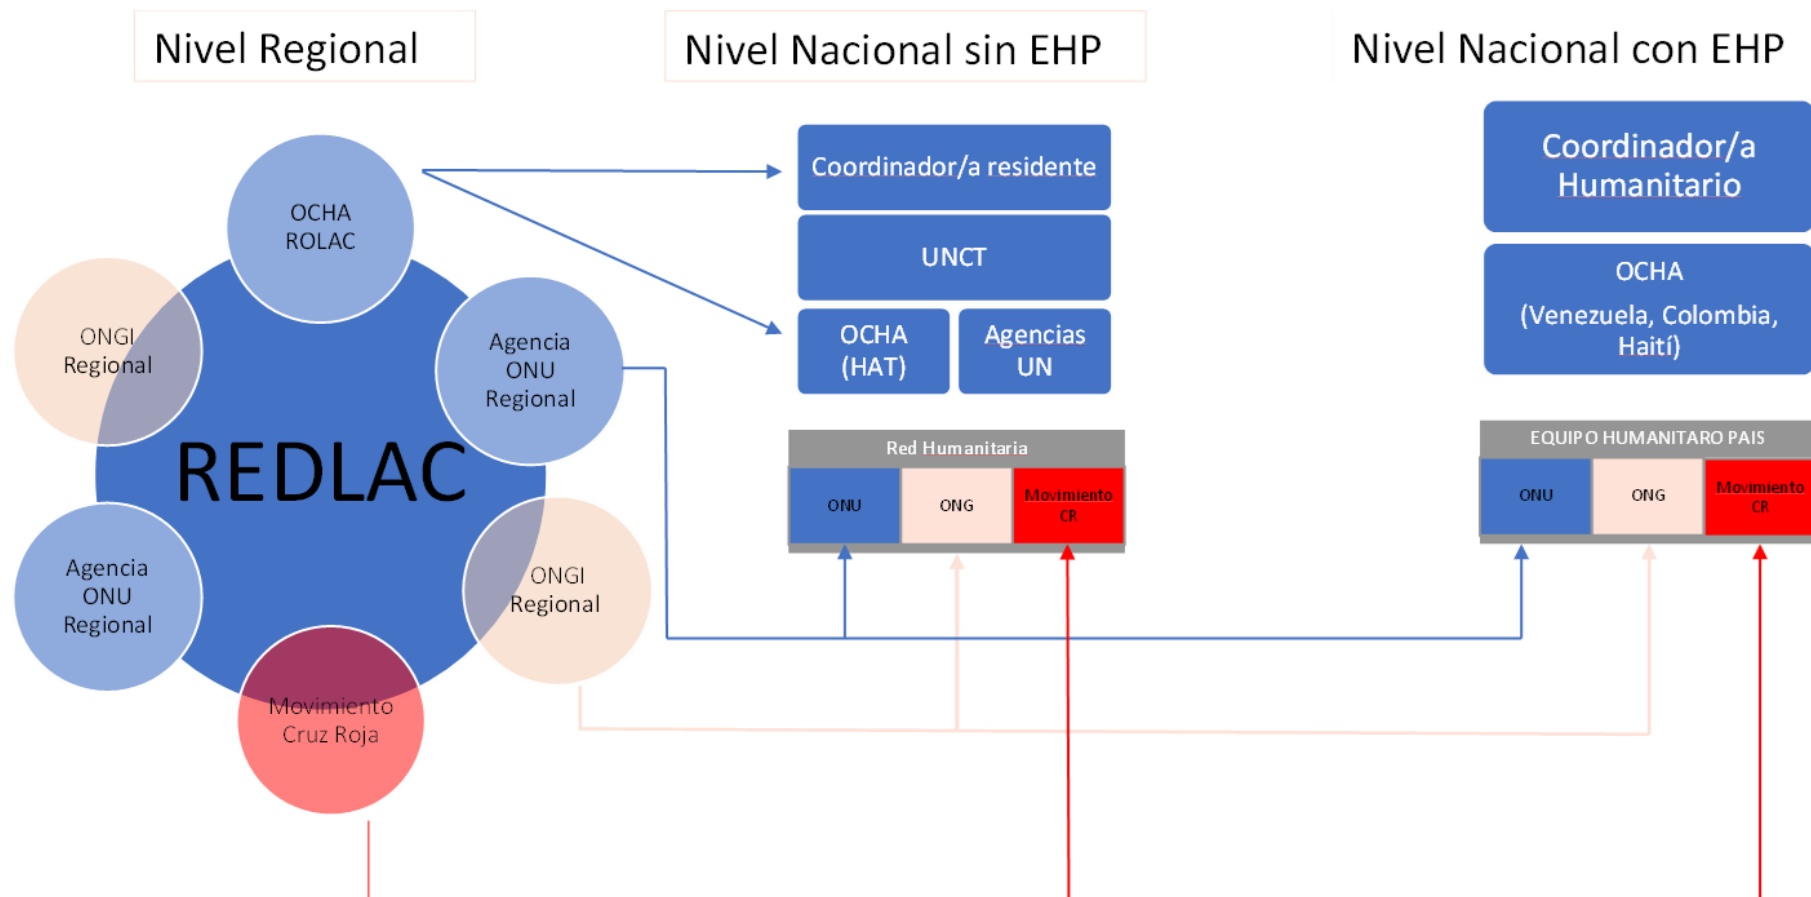 Nivel Regional
Nivel Nacional sin EHP
Nivel Nacional con EHP
OCHA
ROLAC
ONGI
Regional
Agencia
ONU
Regional
REDLAC
Agencia
ONU
Regional
ONGI
Regional
Movimiento
Cruz Roja
Coordinador/a residente
UNCT
OCHA
(HAT)
Agencias
UN
Red Humanitaria
ONU
ONG
Movimiento
CR
Coordinador/a
Humanitario
OCHA
(Venezuela, Colombia,
Haití)
EQUIPO HUMANITARO PAIS
ONU
ONG
Movimiento
CR